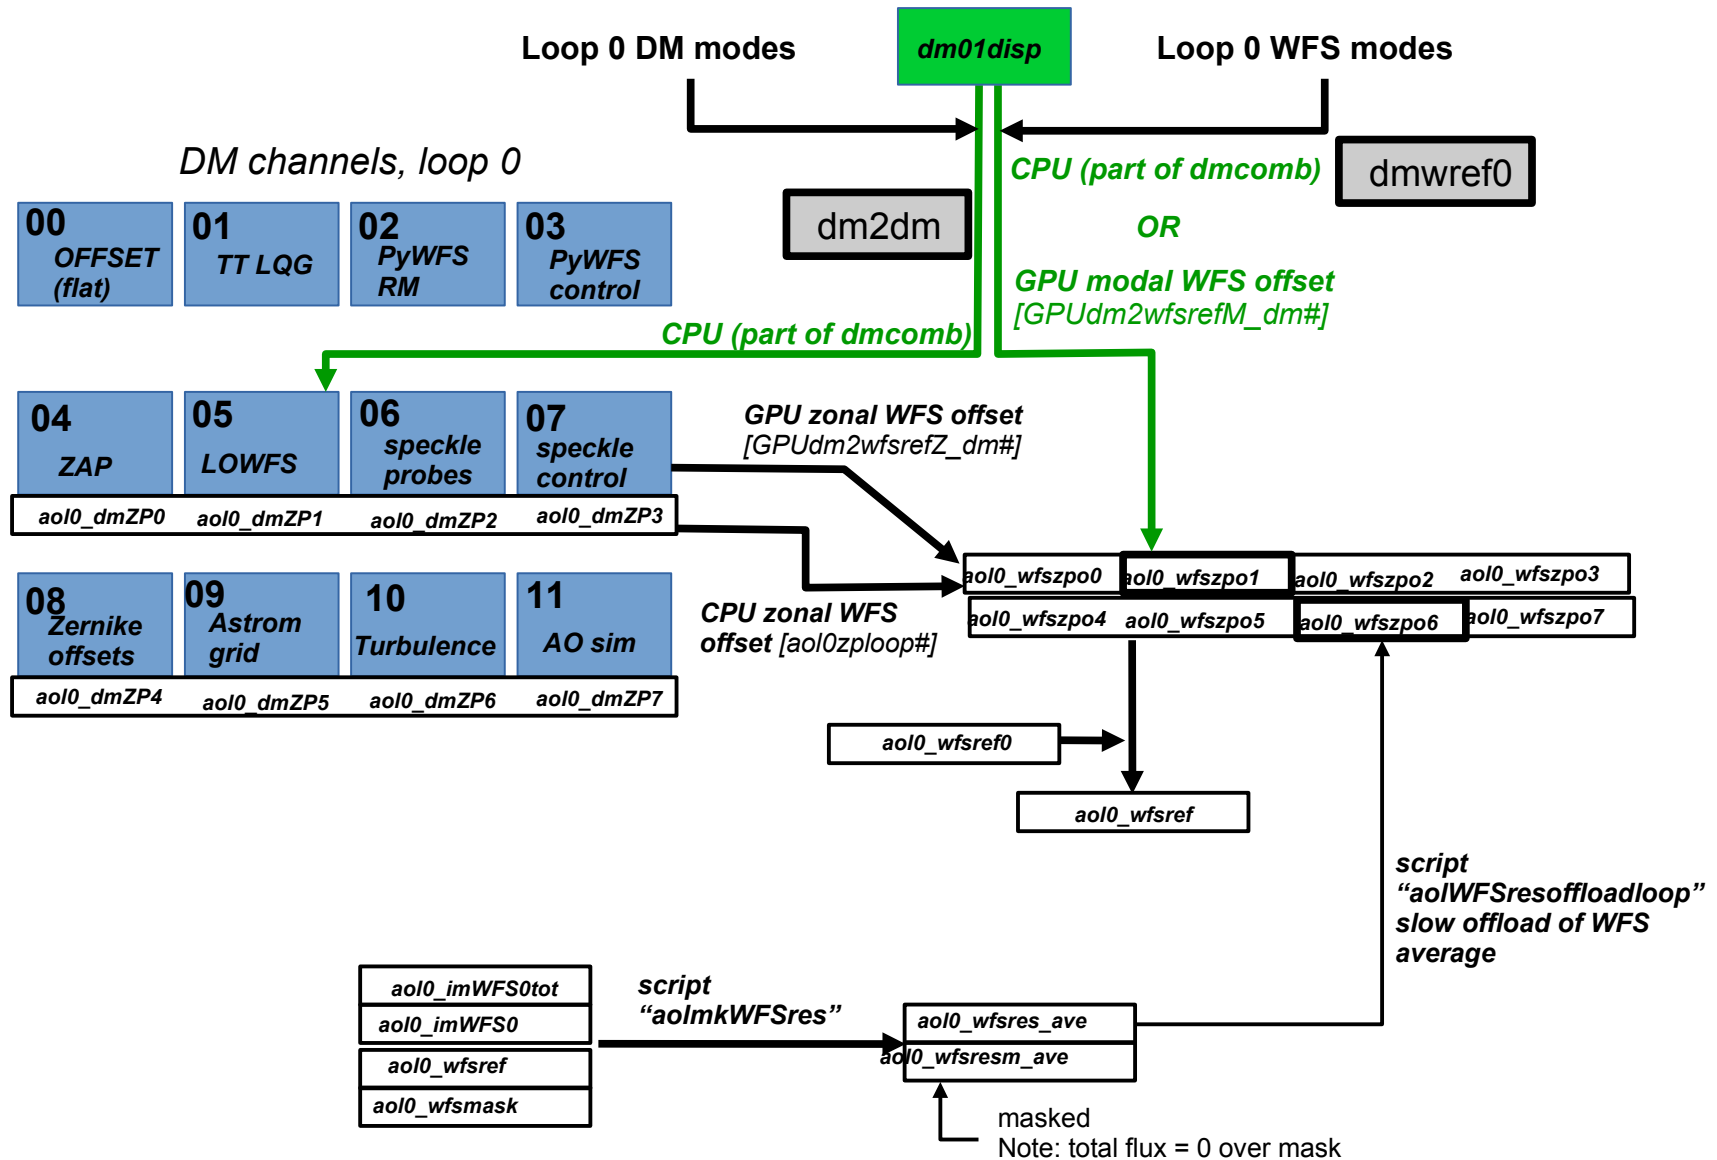 Loop 0 DM modes
dm01disp
Loop 0 WFS modes
DM channels, loop 0
dm2dm
CPU (part of dmcomb)
dmwref0
OR
GPU modal WFS offset
[GPUdm2wfsrefM_dm#]
CPU (part of dmcomb)
00
OFFSET
(flat)
01
TT LQG
02
PyWFS
RM
03
PyWFS
control
04
ZAP
05
LOWFS
06
speckle
probes
07
speckle
control
aol0_dmZP0
aol0_dmZP1
aol0_dmZP2
aol0_dmZP3
GPU zonal WFS offset
[GPUdm2wfsrefZ_dm#]
CPU zonal WFS
offset [aol0zploop#]
08
Zernike
offsets
09
Astrom
grid
10
Turbulence
11
AO sim
aol0_dmZP4
aol0_dmZP5
aol0_dmZP6
aol0_dmZP7
aol0_wfszpo0
aol0_wfszpo1
aol0_wfszpo2
aol0_wfszpo3
aol0_wfszpo4
aol0_wfszpo5
aol0_wfszpo6
aol0_wfszpo7
aol0_wfsref0
aol0_wfsref
script
“aolWFSresoffloadloop”
slow offload of WFS
average
aol0_imWFS0tot
aol0_imWFS0
aol0_wfsref
aol0_wfsmask
script
“aolmkWFSres”
aol0_wfsres_ave
aol0_wfsresm_ave
masked
Note: total flux = 0 over mask